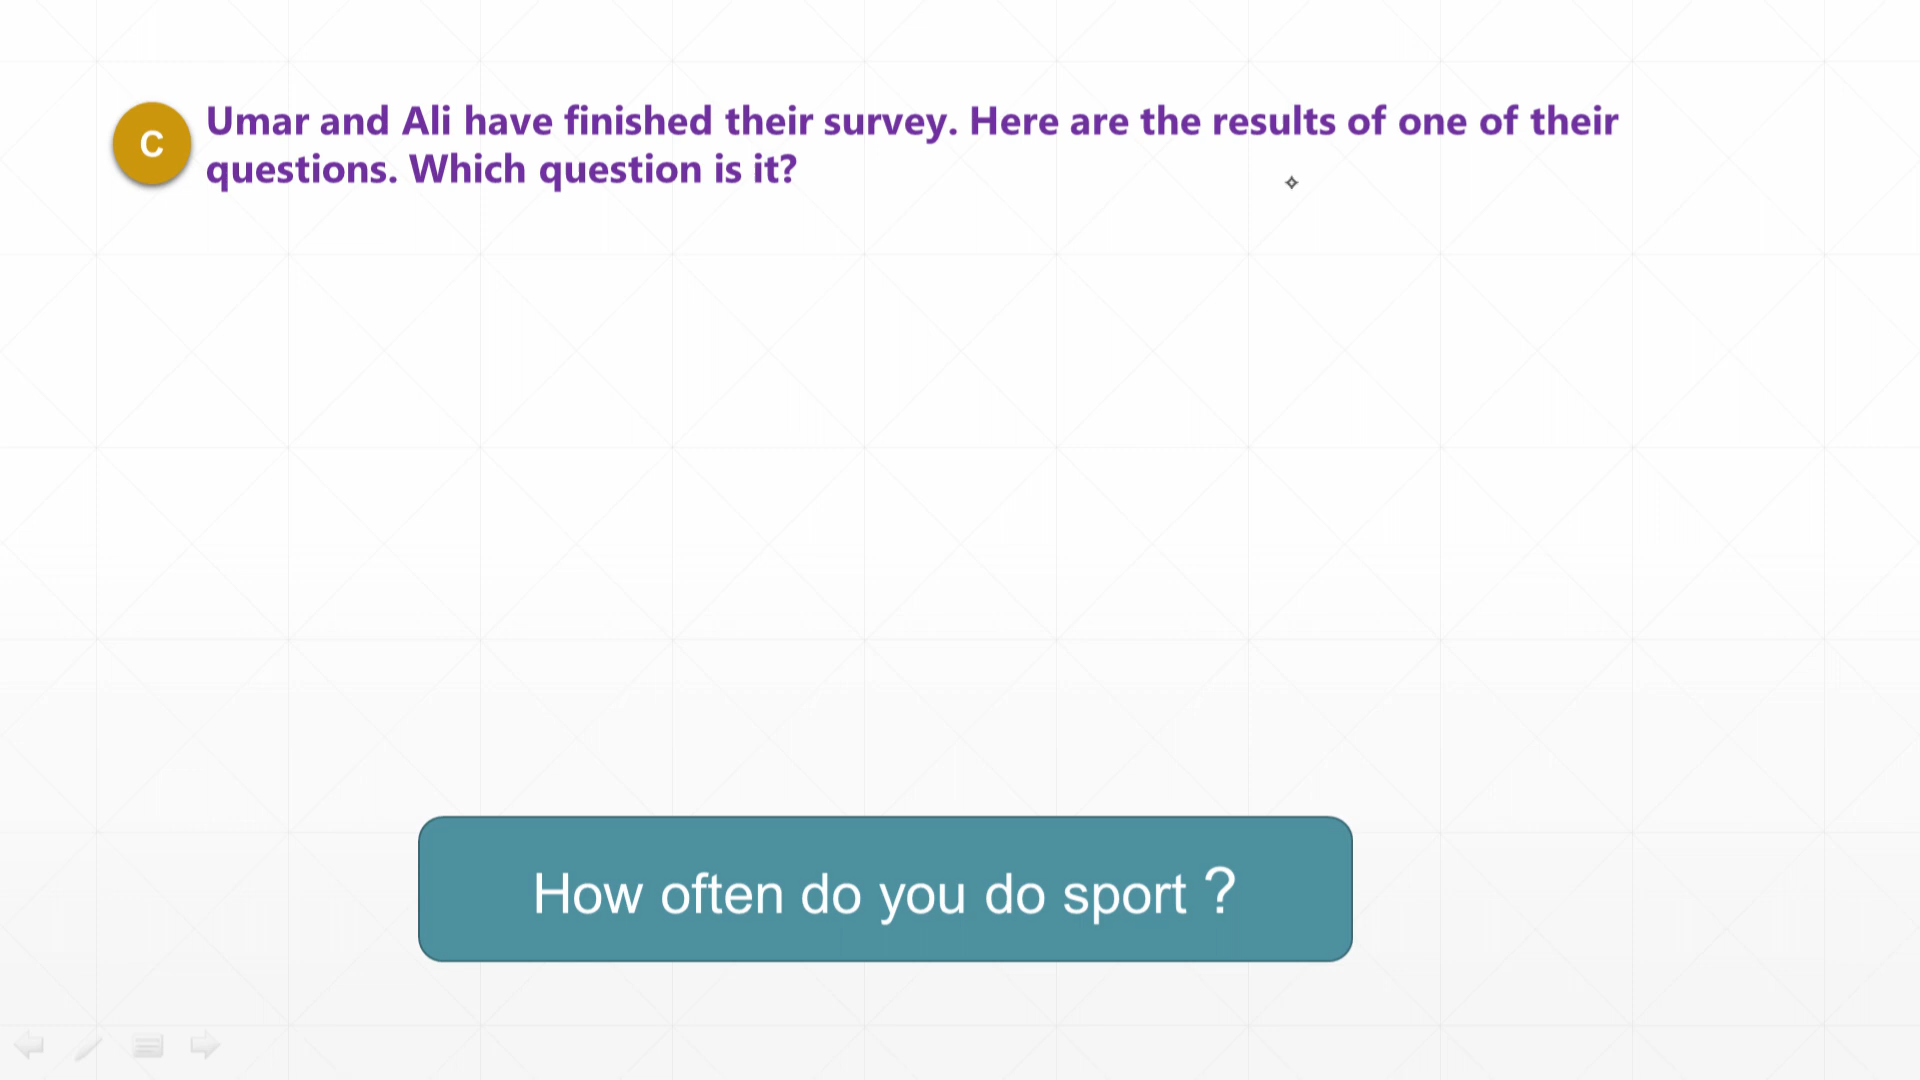 C
Umar and Ali have finished their survey. Here are the results of one of their
questions. Which question is it?
How often do you do sport ?